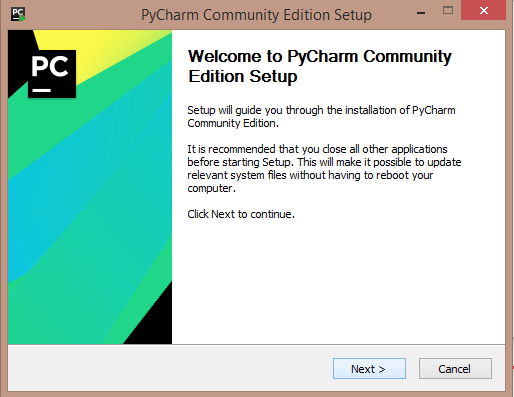 PyCharm Community Edition Setup
PC
Welcome to PyCharm Community
Edition Setup
Setup will guide you through the installation of PyCharm
Community Edition.
It is recommended that you close all other applications
before starting Setup. This will make it possible to update
relevant system files without having to reboot your
computer.
Click Next to continue.
Next >
Cancel